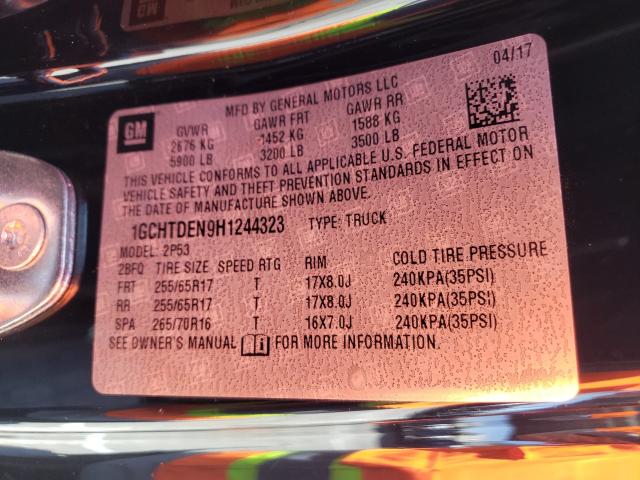 04/17
GM
MFD BY GENERAL MOTORS LLC
GVWR GAWR FRT GAWR RR
2676 KG 1452 KG 1588 KG
5900 LB 3200 LB 3500 LB
THIS VEHICLE CONFORMS TO ALL APPLICABLE U.S. FEDERAL MOTOR
VEHICLE SAFETY AND THEFT PREVENTION STANDARDS IN EFFECT ON
THE DATE OF MANUFACTURE SHOWN ABOVE.
1GCHTDEN9H1244323 TYPE: TRUCK
MODEL: 2P53
2BFQ TIRE SIZE SPEED RTG RIM COLD TIRE PRESSURE
FRT 255/65R17 T 17X8.0J 240KPA(35PSI)
RR 255/65R17 T 17X8.0J 240KPA(35PSI)
SPA 265/70R16 T 16X7.0J 240KPA(35PSI)
SEE OWNER'S MANUAL FOR MORE INFORMATION.